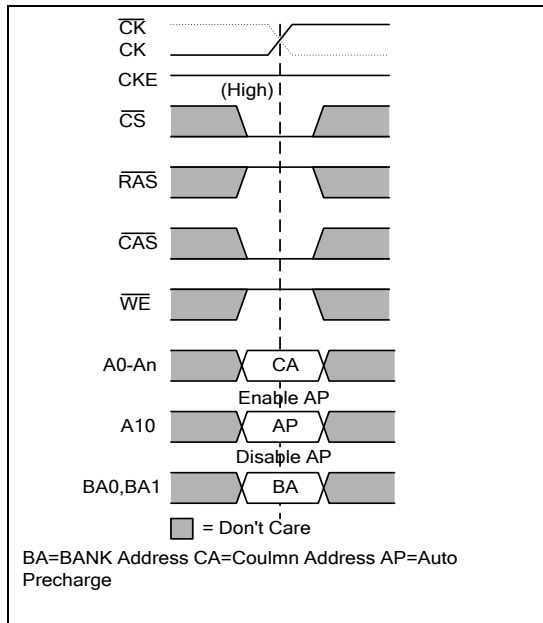 CK
CK
CKE
(High)
CS
RAS
CAS
WE
A0-An
CA
Enable AP
A10
AP
Disable AP
BA0,BA1
BA
= Don't Care
BA=BANK Address CA=Coulmn Address AP=Auto
Precharge